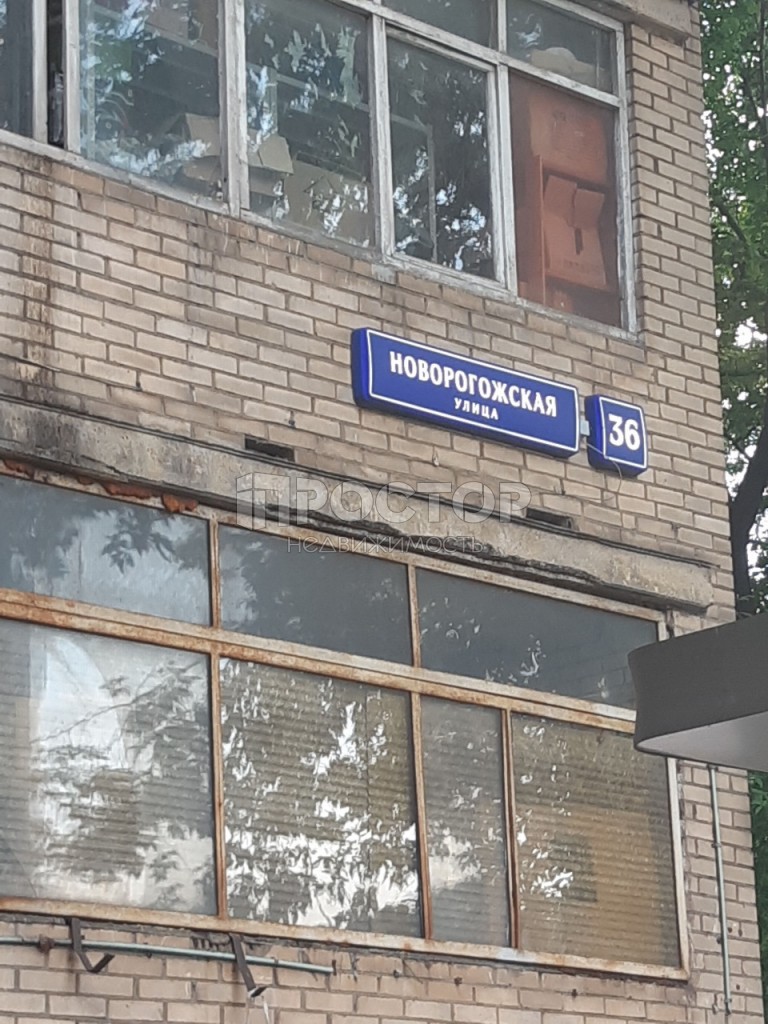 НОВОРОГОЖСКАЯ
УЛИЦА
36
ПРОСТОР
недвижимость